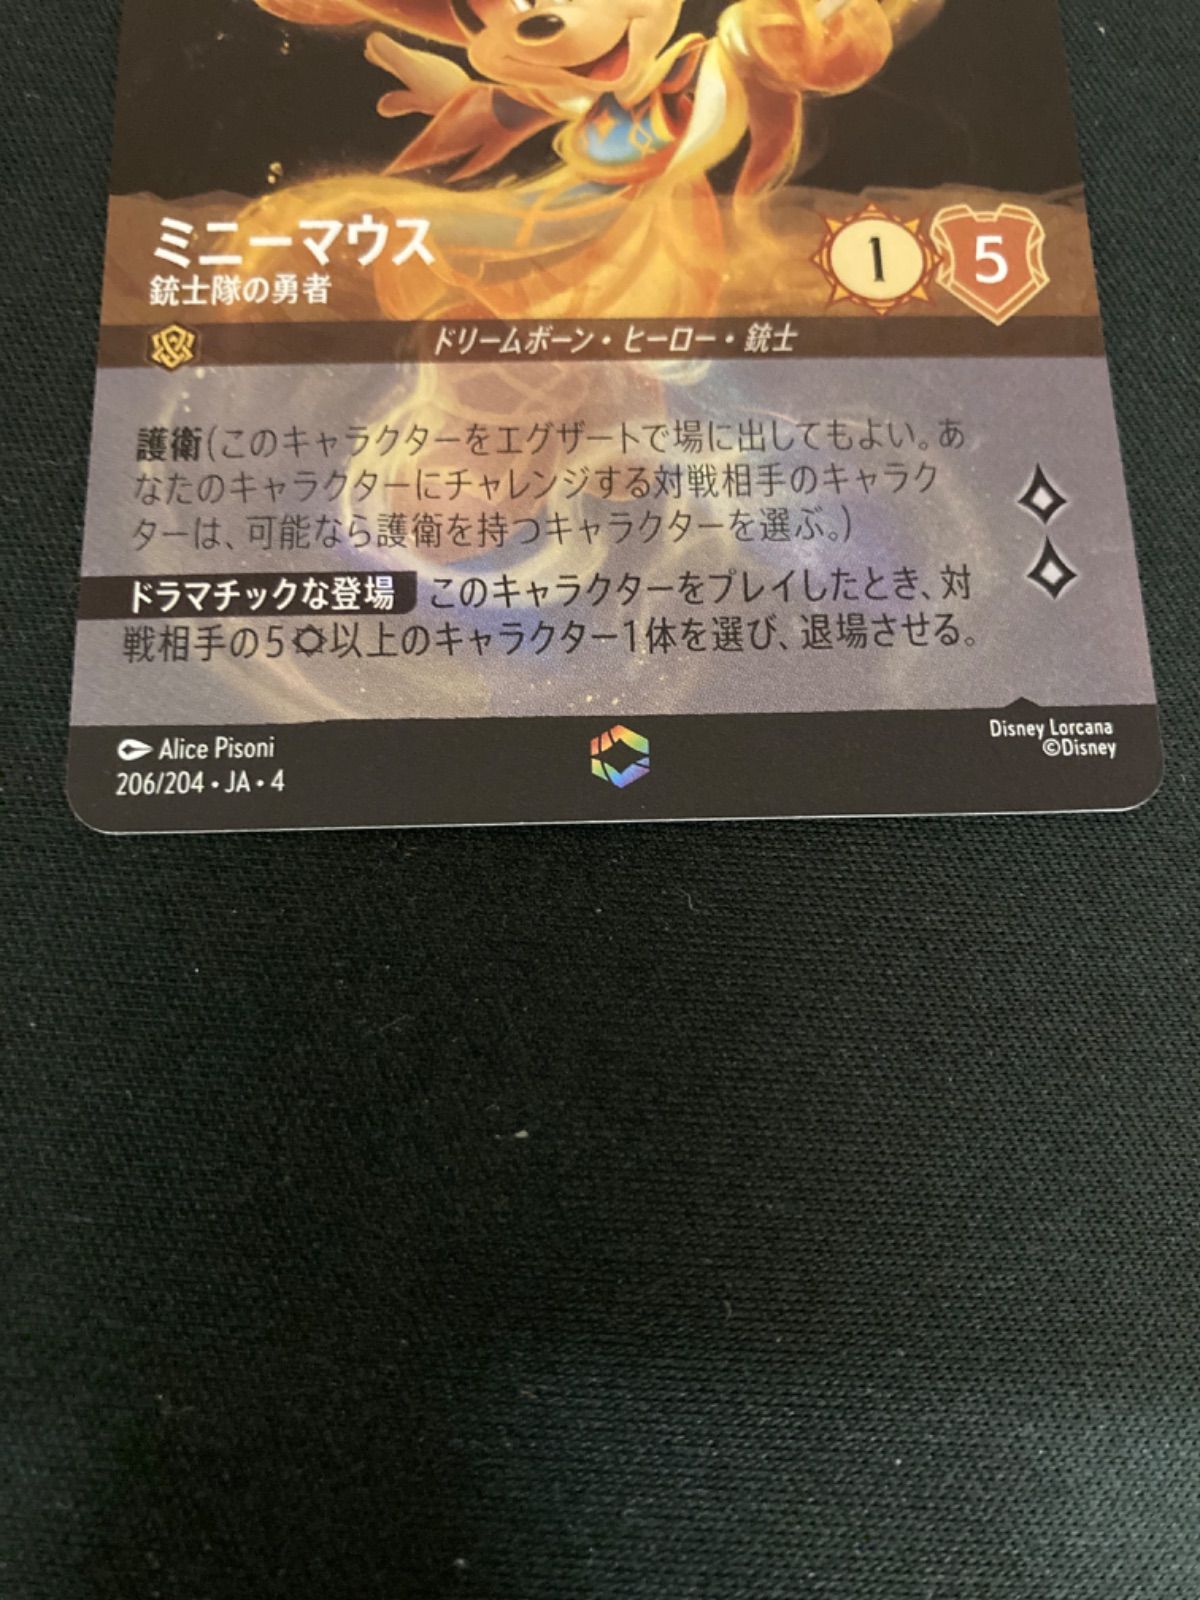 ミニーマウス
銃士隊の勇者
1 5
ドリームボーン・ヒーロー・銃士
護衛(このキャラクターをエグザートで場に出してもよい。あ
なたのキャラクターにチャレンジする対戦相手のキャラク
ターは、可能なら護衛を持つキャラクターを選ぶ。)
ドラマチックな登場 このキャラクターをプレイしたとき、対
戦相手の5以上のキャラクター1体を選び、退場させる。
Alice Pisoni
206/204・JA・4
Disney Lorcana
©Disney